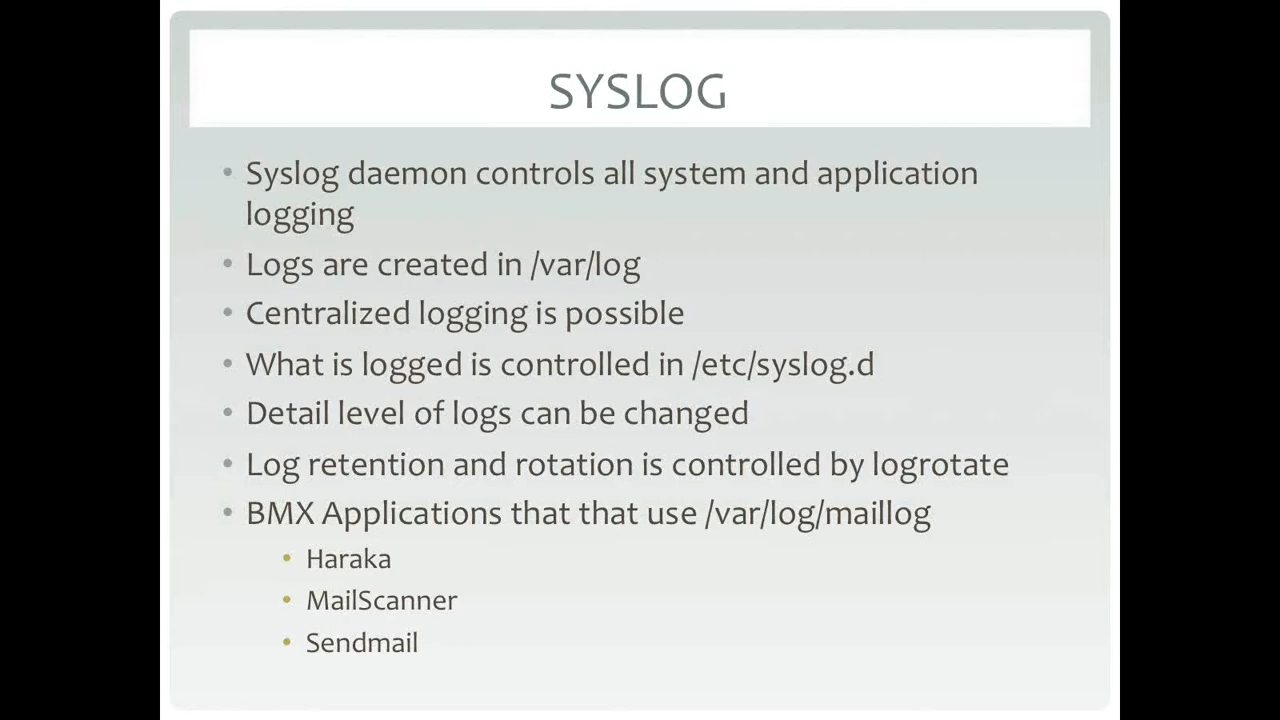 SYSLOG
• Syslog daemon controls all system and application
logging
• Logs are created in /var/log
• Centralized logging is possible
• What is logged is controlled in /etc/syslog.d
• Detail level of logs can be changed
• Log retention and rotation is controlled by logrotate
• BMX Applications that that use /var/log/maillog
• Haraka
• MailScanner
• Sendmail